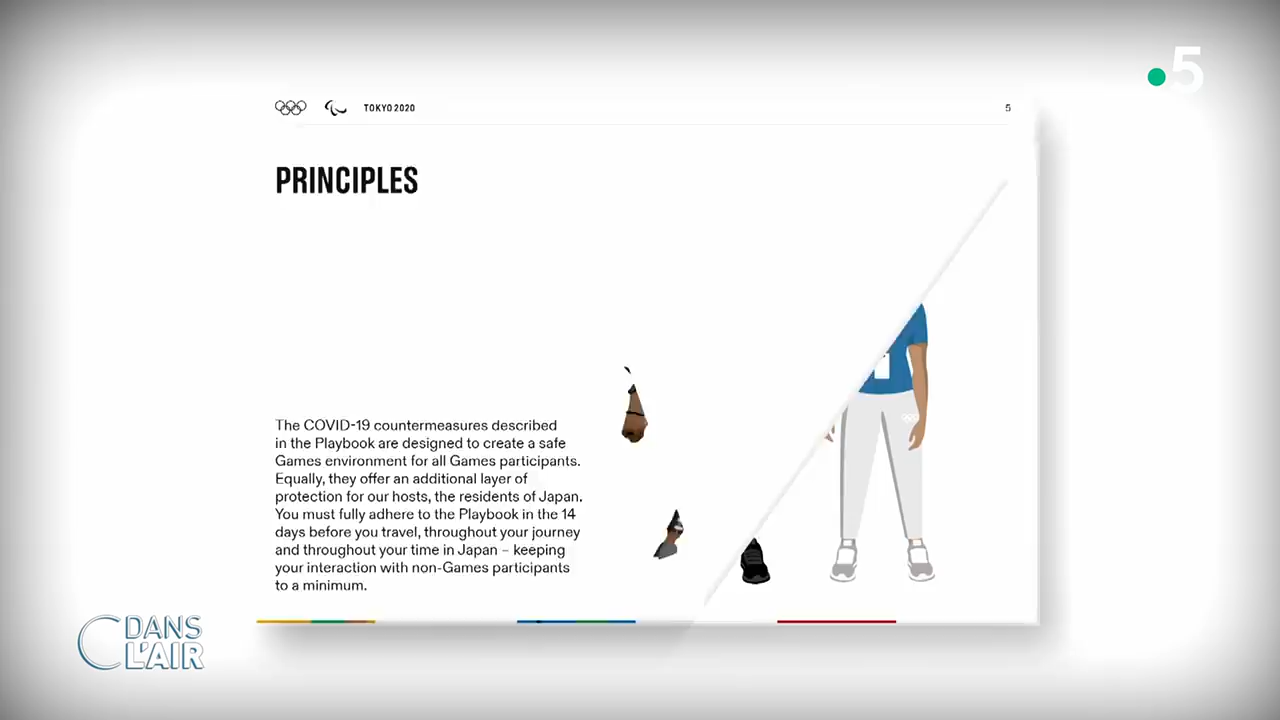 5
TOKYO 2020
5
PRINCIPLES
The COVID-19 countermeasures described
in the Playbook are designed to create a safe
Games environment for all Games participants.
Equally, they offer an additional layer of
protection for our hosts, the residents of Japan.
You must fully adhere to the Playbook in the 14
days before you travel, throughout your journey
and throughout your time in Japan – keeping
your interaction with non-Games participants
to a minimum.
C DANS
L'AIR